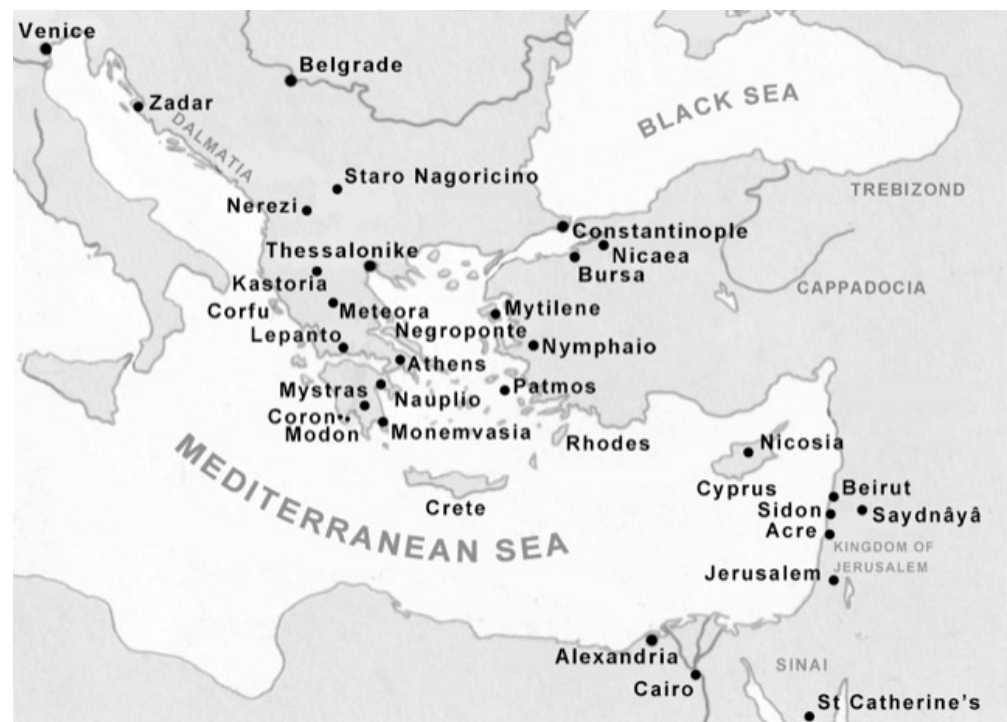 Venice
Belgrade
Zadar
DALMATIA
BLACK SEA
Staro Nagoricino
TREBIZOND
Nerezi
Constantinople
Thessalonike
Nicaea
Bursa
Kastoria
CAPPADOCIA
Corfu
Meteora
Mytilene
Negroponte
Lepanto
Nymphaio
Athens
Mystras
Nauplio
Patmos
Coron
Modon
Monemvasia
Rhodes
Nicosia
MEDITERRANEAN SEA
Cyprus
Beirut
Crete
Sidon
Saydnâyâ
Acre
KINGDOM OF
JERUSALEM
Jerusalem
Alexandria
SINAI
Cairo
St Catherine's